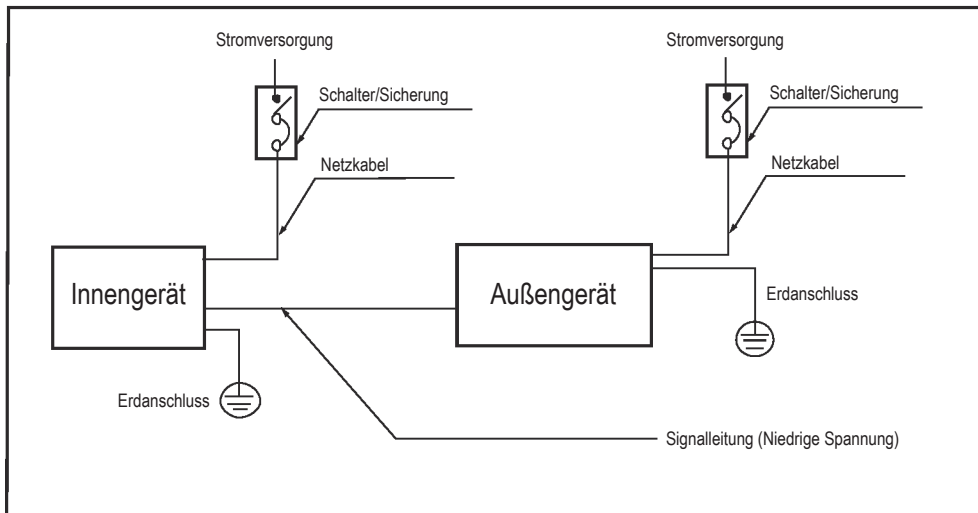 Stromversorgung
Stromversorgung
Schalter/Sicherung
Schalter/Sicherung
Netzkabel
Netzkabel
Innengerät
Außengerät
Erdanschluss
Erdanschluss
Signalleitung (Niedrige Spannung)